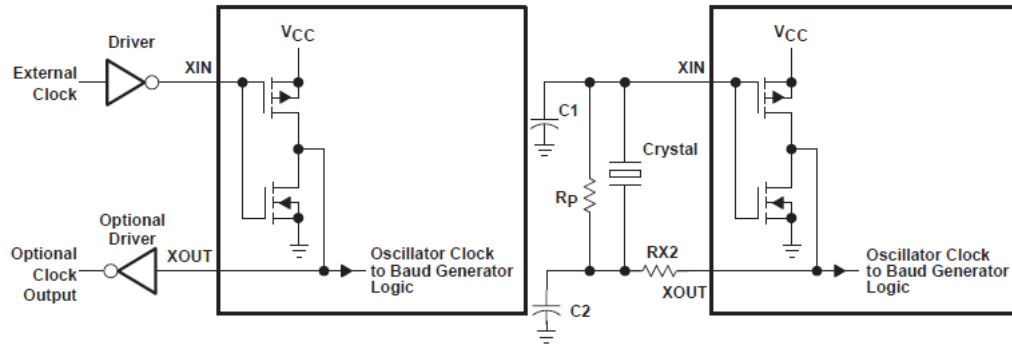 Driver
VCC
XIN
External
Clock
Optional
Driver
Optional
Clock
Output
XOUT
Oscillator Clock
to Baud Generator
Logic
VCC
XIN
C1
Crystal
RP
RX2
XOUT
C2
Oscillator Clock
to Baud Generator
Logic